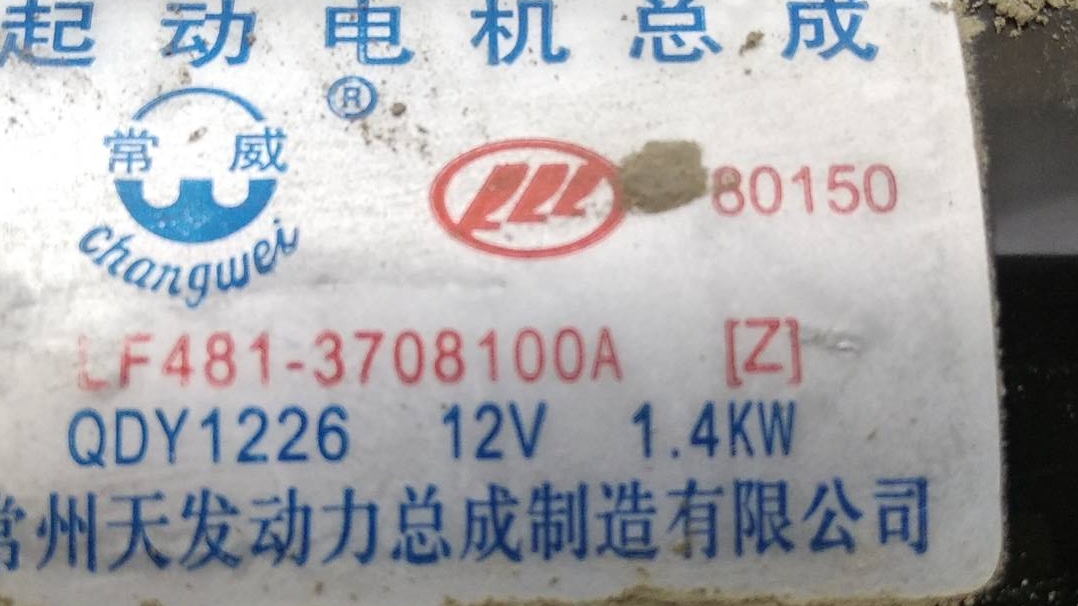 起动电机总成
®
常威
changwei
80150
LF481-3708100A [Z]
QDY1226 12V 1.4KW
常州天发动力总成制造有限公司